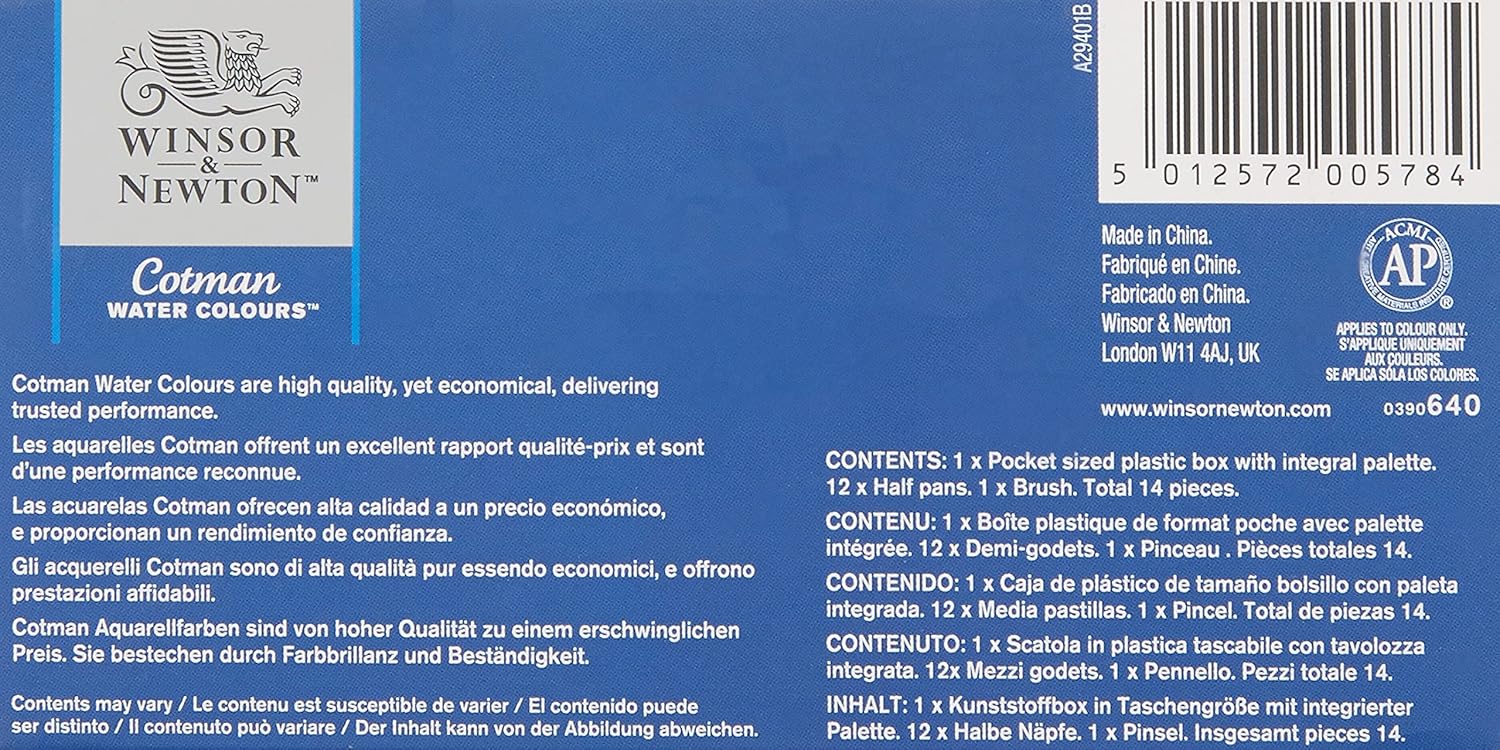 WINSOR
&
NEWTON™
Cotman
WATER COLOURS™
Cotman Water Colours are high quality, yet economical, delivering
trusted performance.
Les aquarelles Cotman offrent un excellent rapport qualité-prix et sont
d'une performance reconnue.
Las acuarelas Cotman ofrecen alta calidad a un precio económico,
e proporcionan un rendimiento de confianza.
Gli acquerelli Cotman sono di alta qualità pur essendo economici, e offrono
prestazioni affidabili.
Cotman Aquarellfarben sind von hoher Qualität zu einem erschwinglichen
Preis. Sie bestechen durch Farbbrillanz und Beständigkeit.
Contents may vary / Le contenu est susceptible de varier / El contenido puede
ser distinto / Il contenuto può variare / Der Inhalt kann von der Abbildung abweichen.
A29401B
5 012572 005784
Made in China.
Fabriqué en Chine.
Fabricado en China.
Winsor & Newton
London W11 4AJ, UK
www.winsornewton.com
ACMI
AP
ART & CREATIVE MATERIALS INSTITUTE CERTIFIED
®
APPLIES TO COLOUR ONLY.
S'APPLIQUE UNIQUEMENT
AUX COULEURS.
SE APLICA SÓLA LOS COLORES.
0390640
CONTENTS: 1 x Pocket sized plastic box with integral palette.
12 x Half pans. 1 x Brush. Total 14 pieces.
CONTENU: 1 x Boîte plastique de format poche avec palette
intégrée. 12 x Demi-godets. 1 x Pinceau . Pièces totales 14.
CONTENIDO: 1 x Caja de plástico de tamaño bolsillo con paleta
integrada. 12 x Media pastillas. 1 x Pincel. Total de piezas 14.
CONTENUTO: 1 x Scatola in plastica tascabile con tavolozza
integrata. 12x Mezzi godets. 1 x Pennello. Pezzi totale 14.
INHALT: 1 x Kunststoffbox in Taschengröße mit integrierter
Palette. 12 x Halbe Näpfe. 1 x Pinsel. Insgesamt pieces 14.